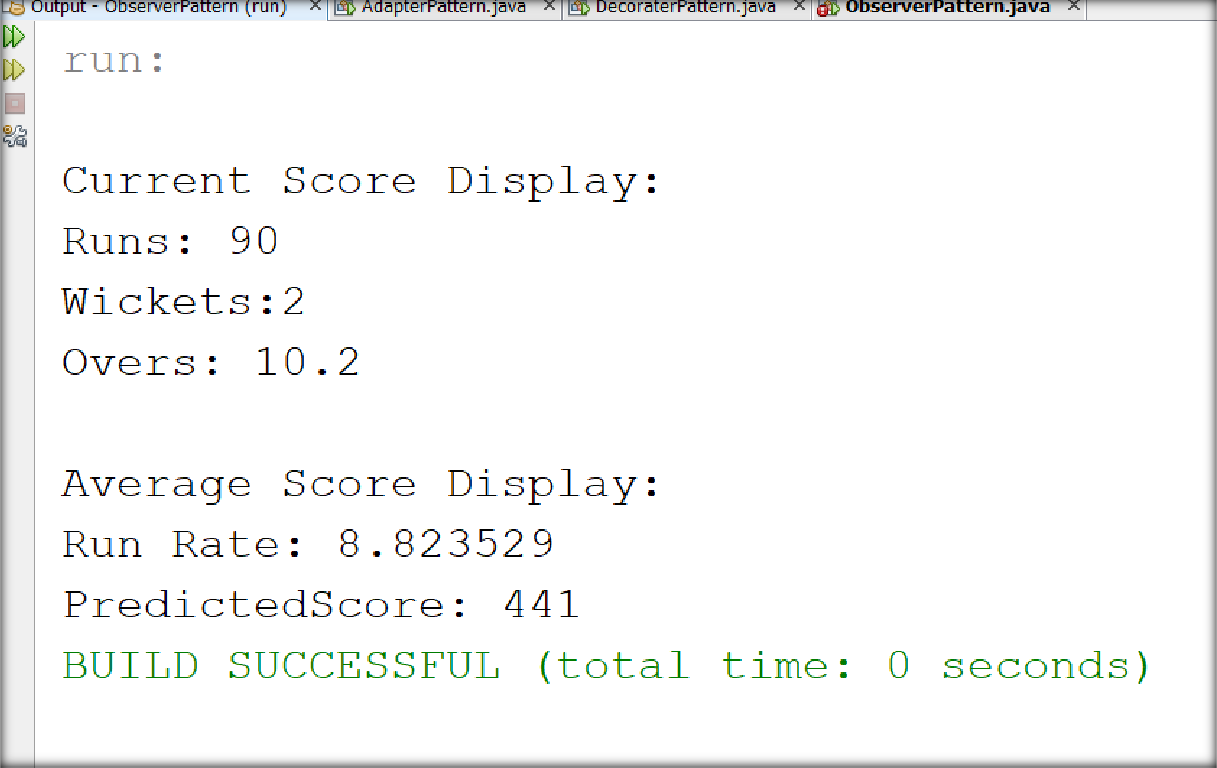 Output - ObserverPattern (run) × AdapterPattern.java × DecoraterPattern.java × ObserverPattern.java ×
run:
Current Score Display:
Runs: 90
Wickets:2
Overs: 10.2
Average Score Display:
Run Rate: 8.823529
PredictedScore: 441
BUILD SUCCESSFUL (total time: 0 seconds)